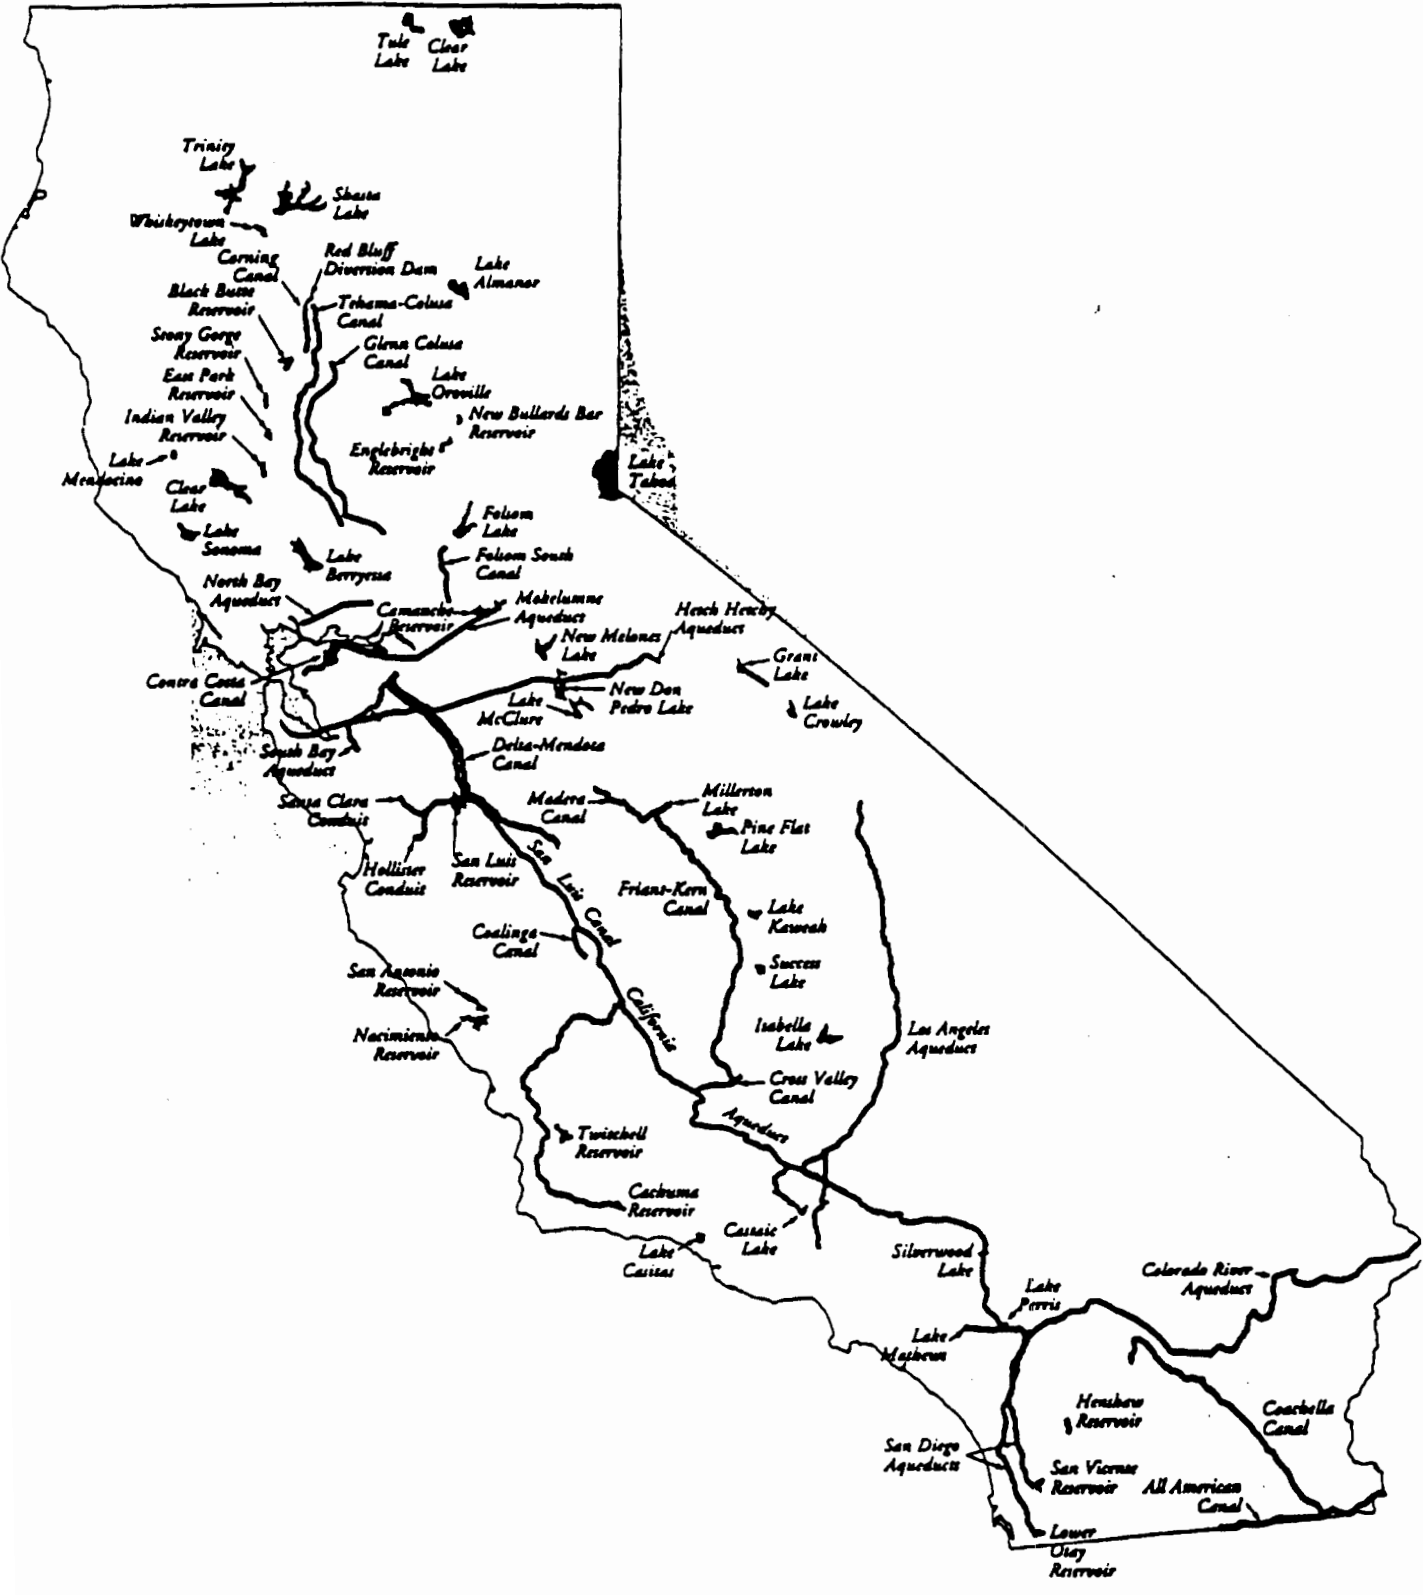 Tule
Lake
Clear
Lake
Trinity
Lake
Shasta
Lake
Whiskeytown
Lake
Corning
Canal
Red Bluff
Diversion Dam
Lake
Almanor
Black Butte
Reservoir
Tehama-Colusa
Canal
Stony Gorge
Reservoir
Glenn Colusa
Canal
East Park
Reservoir
Lake
Oroville
Indian Valley
Reservoir
New Bullards Bar
Reservoir
Englebright
Reservoir
Lake
Mendocino
Lake
Tahoe
Clear
Lake
Folsom
Lake
Lake
Sonoma
Lake
Berryessa
Folsom South
Canal
North Bay
Aqueduct
Camanche
Reservoir
Mokelumne
Aqueduct
Hetch Hetchy
Aqueduct
New Melones
Lake
Grant
Lake
Contra Costa
Canal
New Don
Pedro Lake
Lake
McClure
Lake
Crowley
South Bay
Aqueduct
Delta-Mendota
Canal
Santa Clara
Conduit
Madera
Canal
Millerton
Lake
Pine Flat
Lake
Hollister
Conduit
San Luis
Reservoir
San Luis Canal
Friant-Kern
Canal
Lake
Kaweah
Coalinga
Canal
Success
Lake
San Antonio
Reservoir
California
Aqueduct
Nacimiento
Reservoir
Isabella
Lake
Los Angeles
Aqueduct
Cross Valley
Canal
Twitchell
Reservoir
Cachuma
Reservoir
Castaic
Lake
Lake
Casitas
Silverwood
Lake
Colorado River
Aqueduct
Lake
Perris
Lake
Mathews
Henshaw
Reservoir
Coachella
Canal
San Diego
Aqueducts
San Vicente
Reservoir
All American
Canal
Lower
Otay
Reservoir